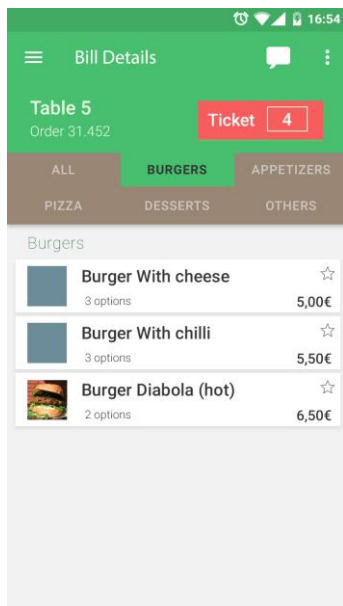 16:54
Bill Details
Table 5
Order 31.452
Ticket 4
ALL BURGERS APPETIZERS
PIZZA DESSERTS OTHERS
Burgers
Burger With cheese
3 options 5,00€
Burger With chilli
3 options 5,50€
Burger Diabola (hot)
2 options 6,50€